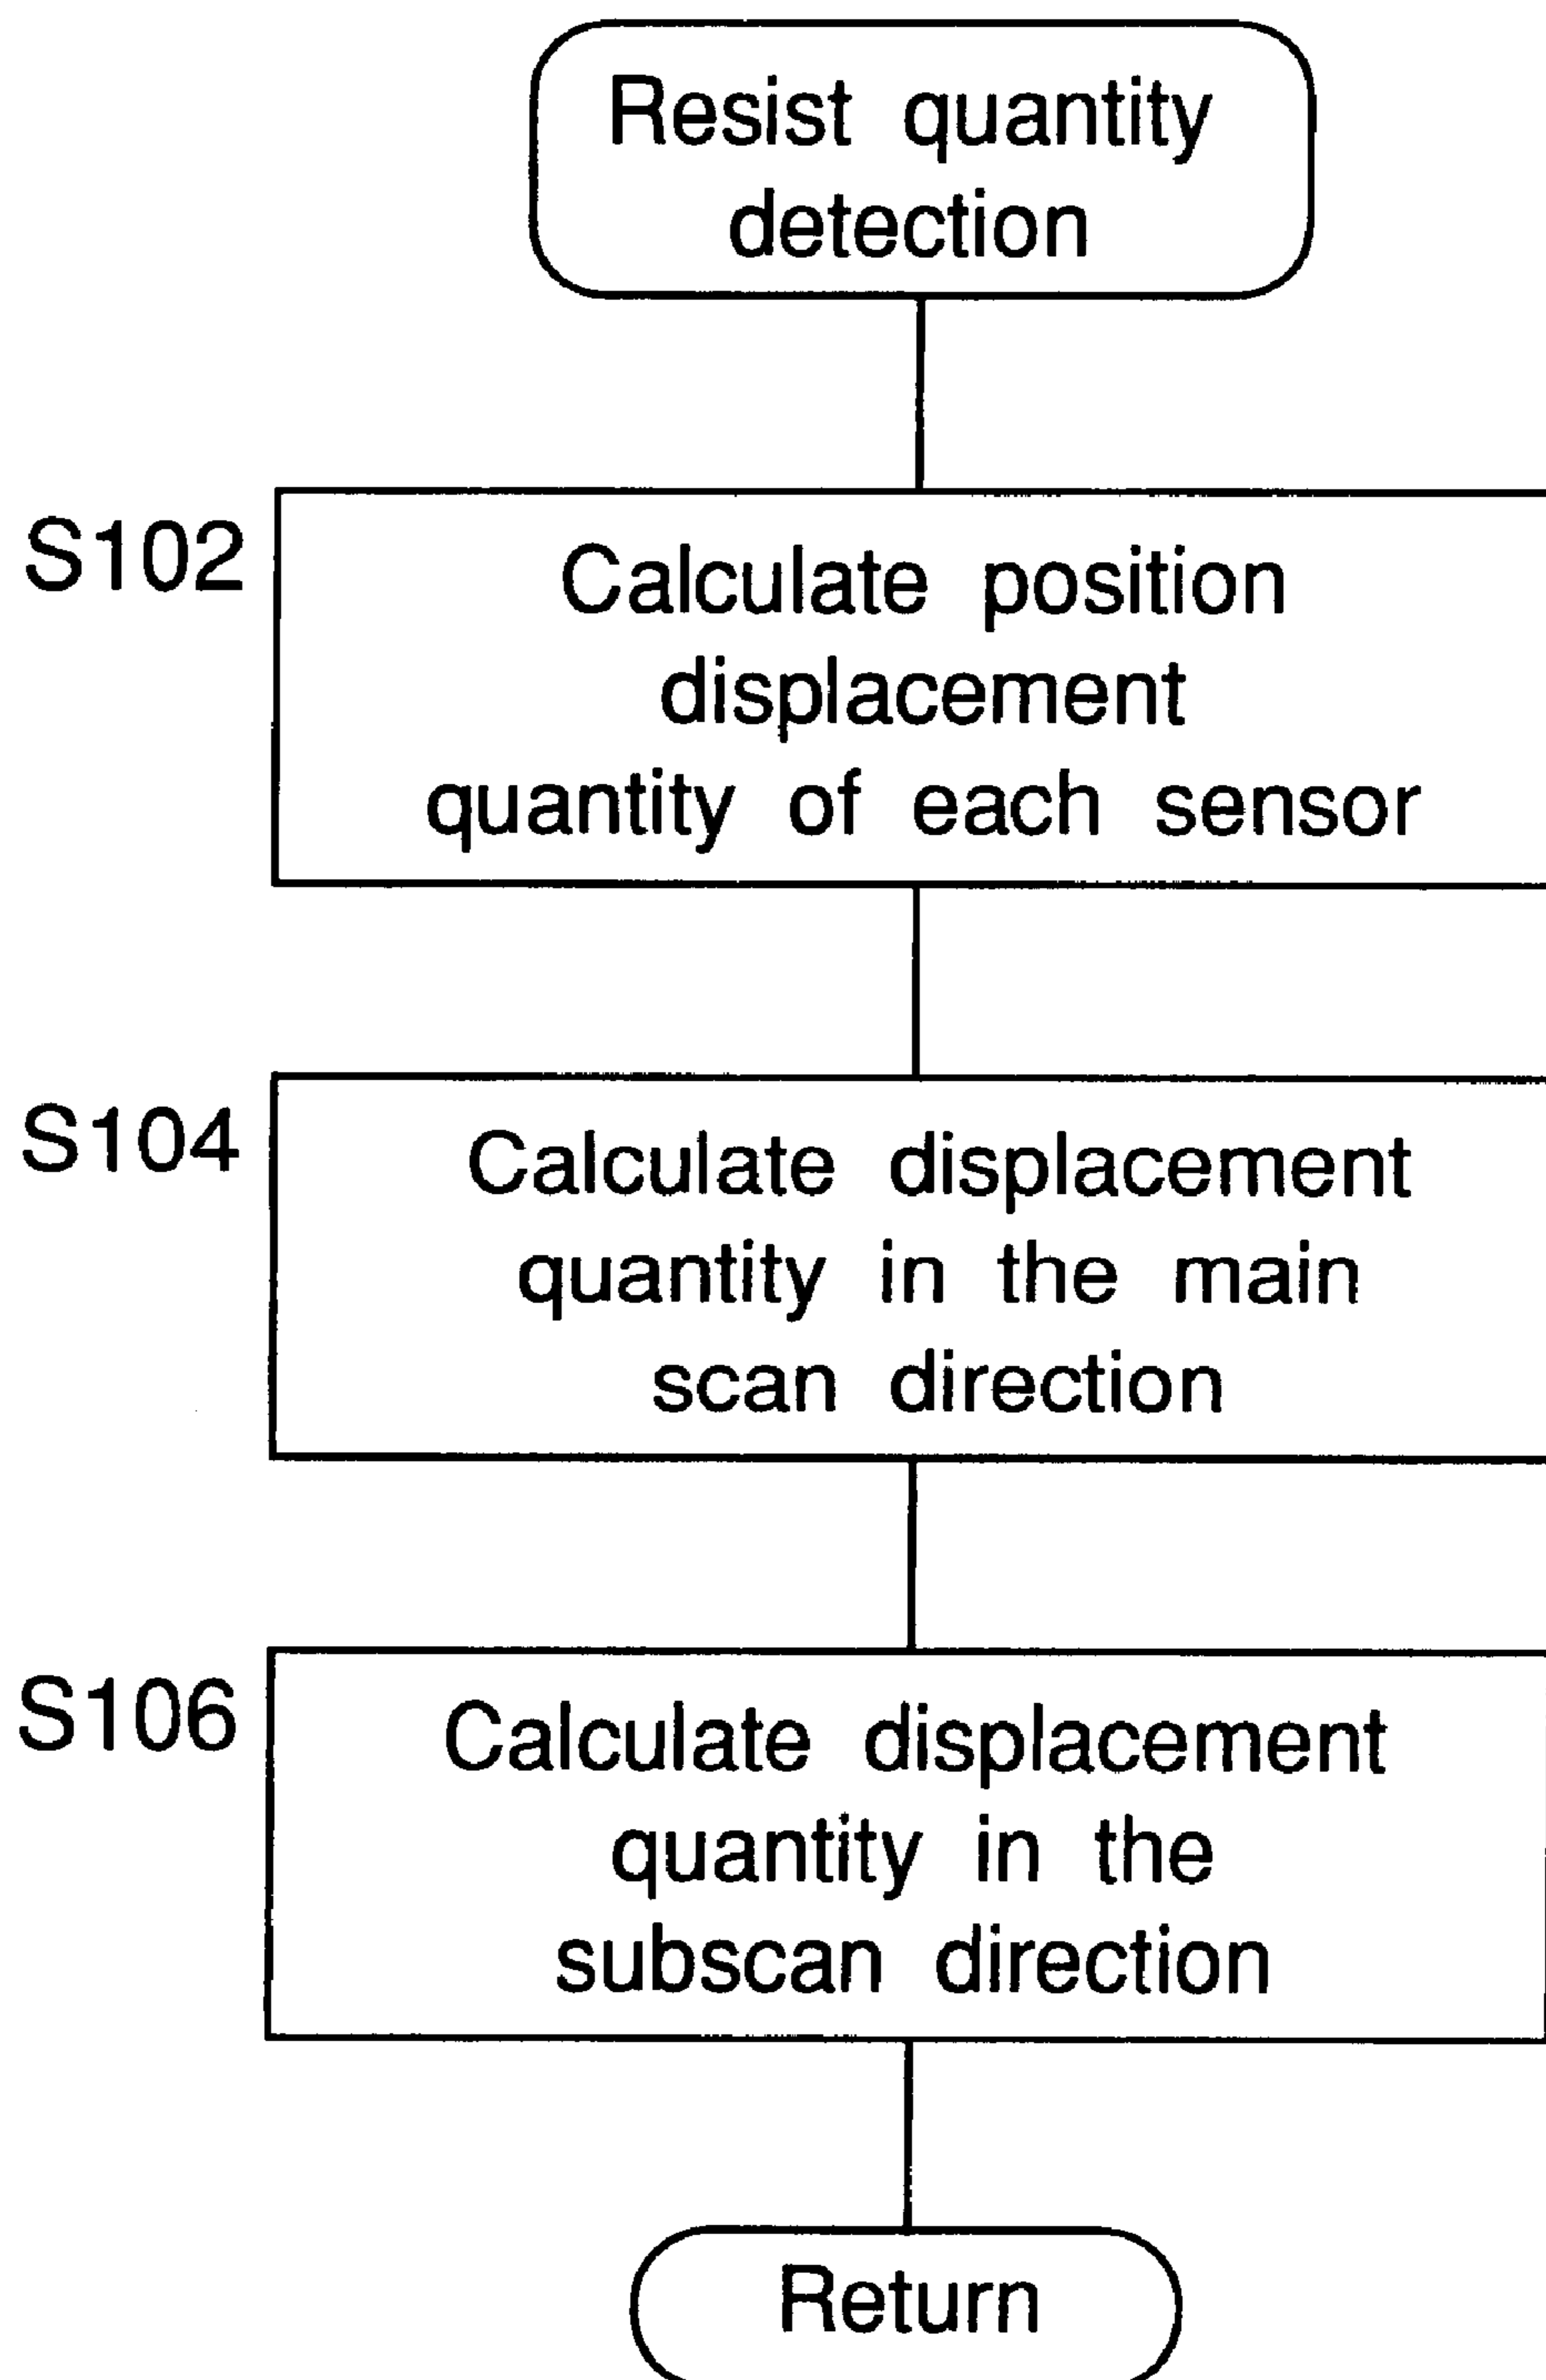 Resist quantity
detection
S102
Calculate position
displacement
quantity of each sensor
S104
Calculate displacement
quantity in the main
scan direction
S106
Calculate displacement
quantity in the
subscan direction
Return